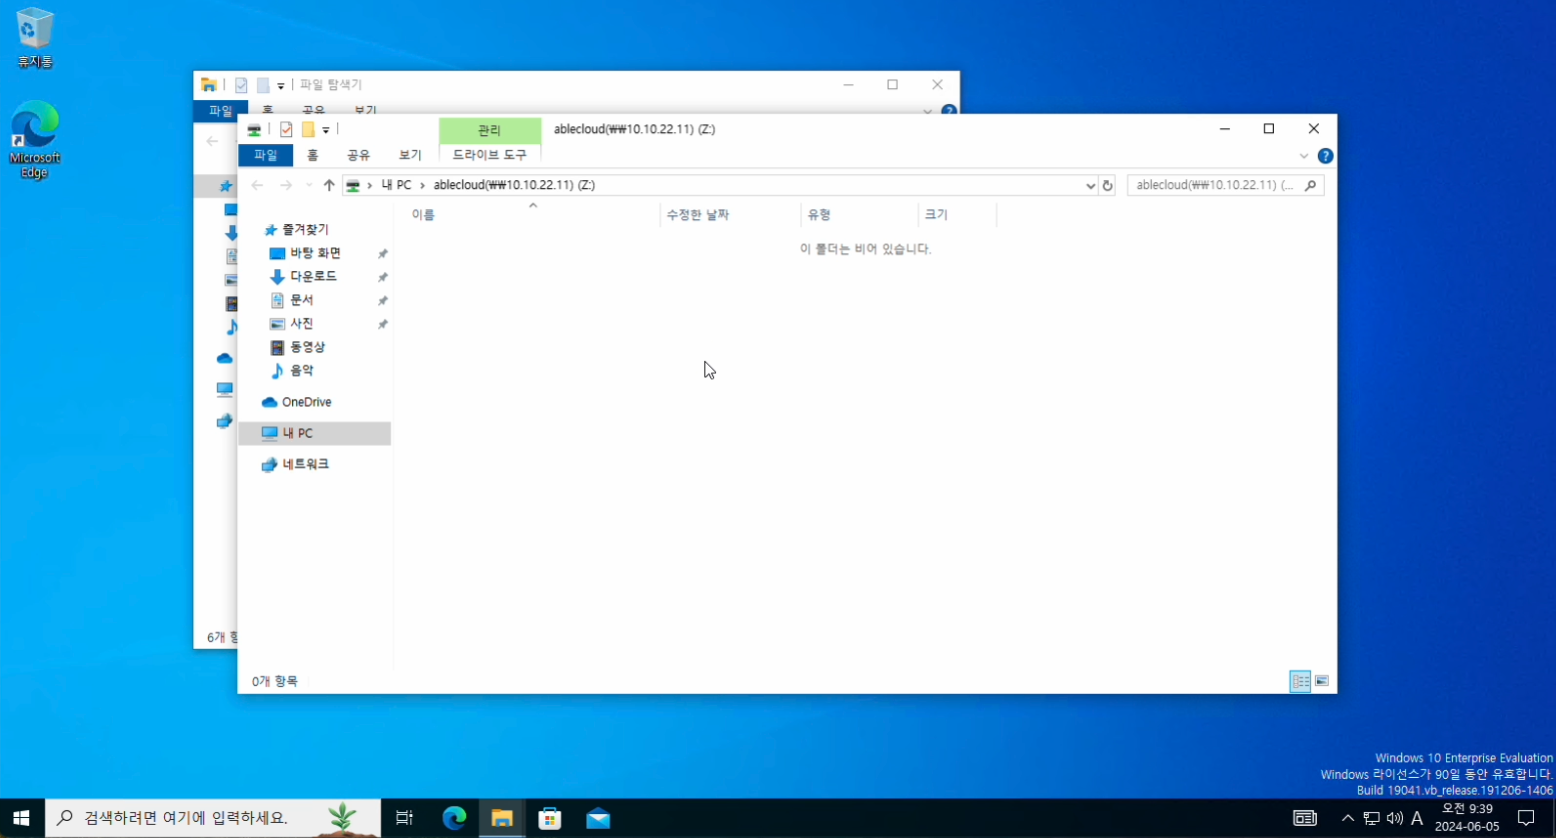 휴지통
Microsoft
Edge
파일 탐색기
파일 홈 공유 보기
관리
ablecloud(₩₩10.10.22.11) (Z:)
파일 홈 공유 보기 드라이브 도구
내 PC › ablecloud(₩₩10.10.22.11) (Z:)
ablecloud(₩₩10.10.22.11) (...
이름 수정한 날짜 유형 크기
이 폴더는 비어 있습니다.
즐겨찾기
바탕 화면
다운로드
문서
사진
동영상
음악
OneDrive
내 PC
네트워크
6개
0개 항목
Windows 10 Enterprise Evaluation
Windows 라이선스가 90일 동안 유효합니다.
Build 19041.vb_release.191206-1406
검색하려면 여기에 입력하세요.
A
오전 9:39
2024-06-05